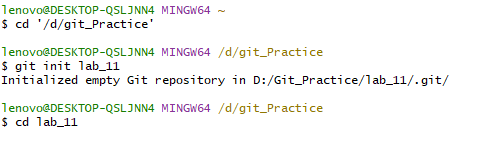 lenovo@DESKTOP-QSLJNN4 MINGW64 ~
$ cd '/d/git_Practice'
lenovo@DESKTOP-QSLJNN4 MINGW64 /d/git_Practice
$ git init lab_11
Initialized empty Git repository in D:/Git_Practice/lab_11/.git/
lenovo@DESKTOP-QSLJNN4 MINGW64 /d/git_Practice
$ cd lab_11